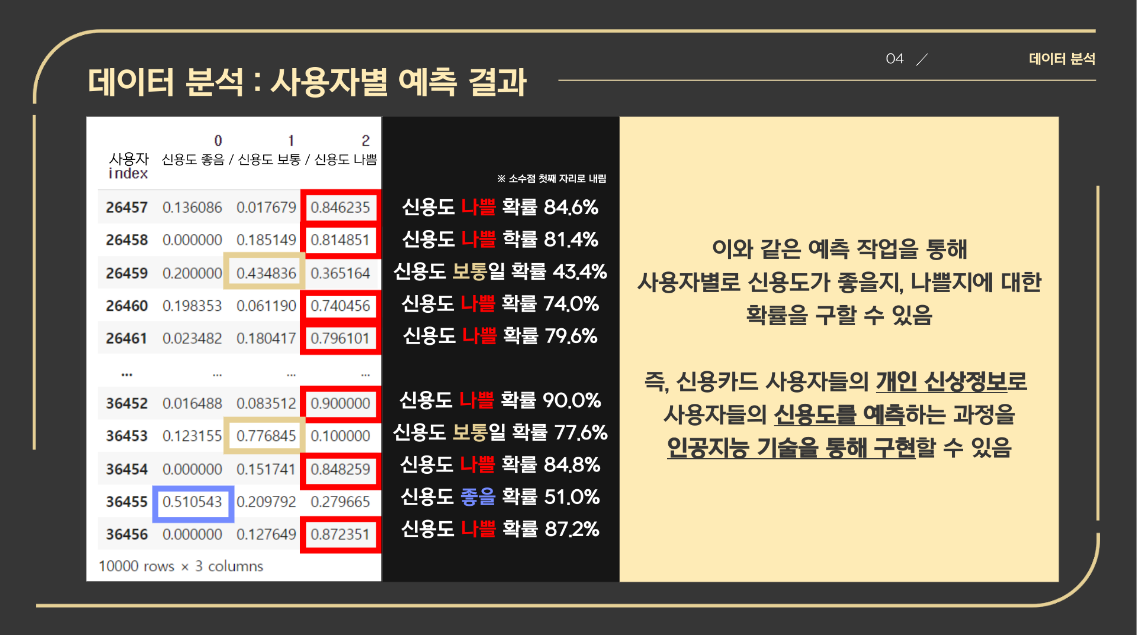 04 / 데이터 분석
데이터 분석 : 사용자별 예측 결과
0 1 2
사용자 신용도 좋음 / 신용도 보통 / 신용도 나쁨
index
※ 소수점 첫째 자리로 내림
26457 0.136086 0.017679 0.846235 신용도 나쁠 확률 84.6%
26458 0.000000 0.185149 0.814851 신용도 나쁠 확률 81.4%
26459 0.200000 0.434836 0.365164 신용도 보통일 확률 43.4%
26460 0.198353 0.061190 0.740456 신용도 나쁠 확률 74.0%
26461 0.023482 0.180417 0.796101 신용도 나쁠 확률 79.6%
... ... ... ...
36452 0.016488 0.083512 0.900000 신용도 나쁠 확률 90.0%
36453 0.123155 0.776845 0.100000 신용도 보통일 확률 77.6%
36454 0.000000 0.151741 0.848259 신용도 나쁠 확률 84.8%
36455 0.510543 0.209792 0.279665 신용도 좋을 확률 51.0%
36456 0.000000 0.127649 0.872351 신용도 나쁠 확률 87.2%
10000 rows × 3 columns
이와 같은 예측 작업을 통해
사용자별로 신용도가 좋을지, 나쁠지에 대한
확률을 구할 수 있음
즉, 신용카드 사용자들의 개인 신상정보로
사용자들의 신용도를 예측하는 과정을
인공지능 기술을 통해 구현할 수 있음